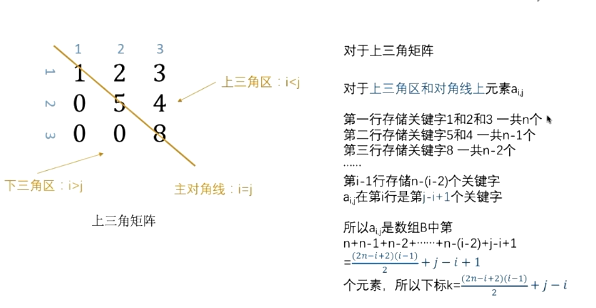 1 2 3
1 1 2 3
2 0 5 4
3 0 0 8
上三角区：i<j
下三角区：i>j
主对角线：i=j
上三角矩阵
对于上三角矩阵
对于上三角区和对角线上元素aᵢ,ⱼ
第一行存储关键字1和2和3 一共n个
第二行存储关键字5和4 一共n-1个
第三行存储关键字8 一共n-2个
……
第i-1行存储n-(i-2)个关键字
aᵢ,ⱼ在第i行是第j-i+1个关键字
所以aᵢ,ⱼ是数组B中第
n+n-1+n-2+……+n-(i-2)+j-i+1
=(2n-i+2)(i-1)/2 + j - i + 1
个元素，所以下标k=(2n-i+2)(i-1)/2 + j - i